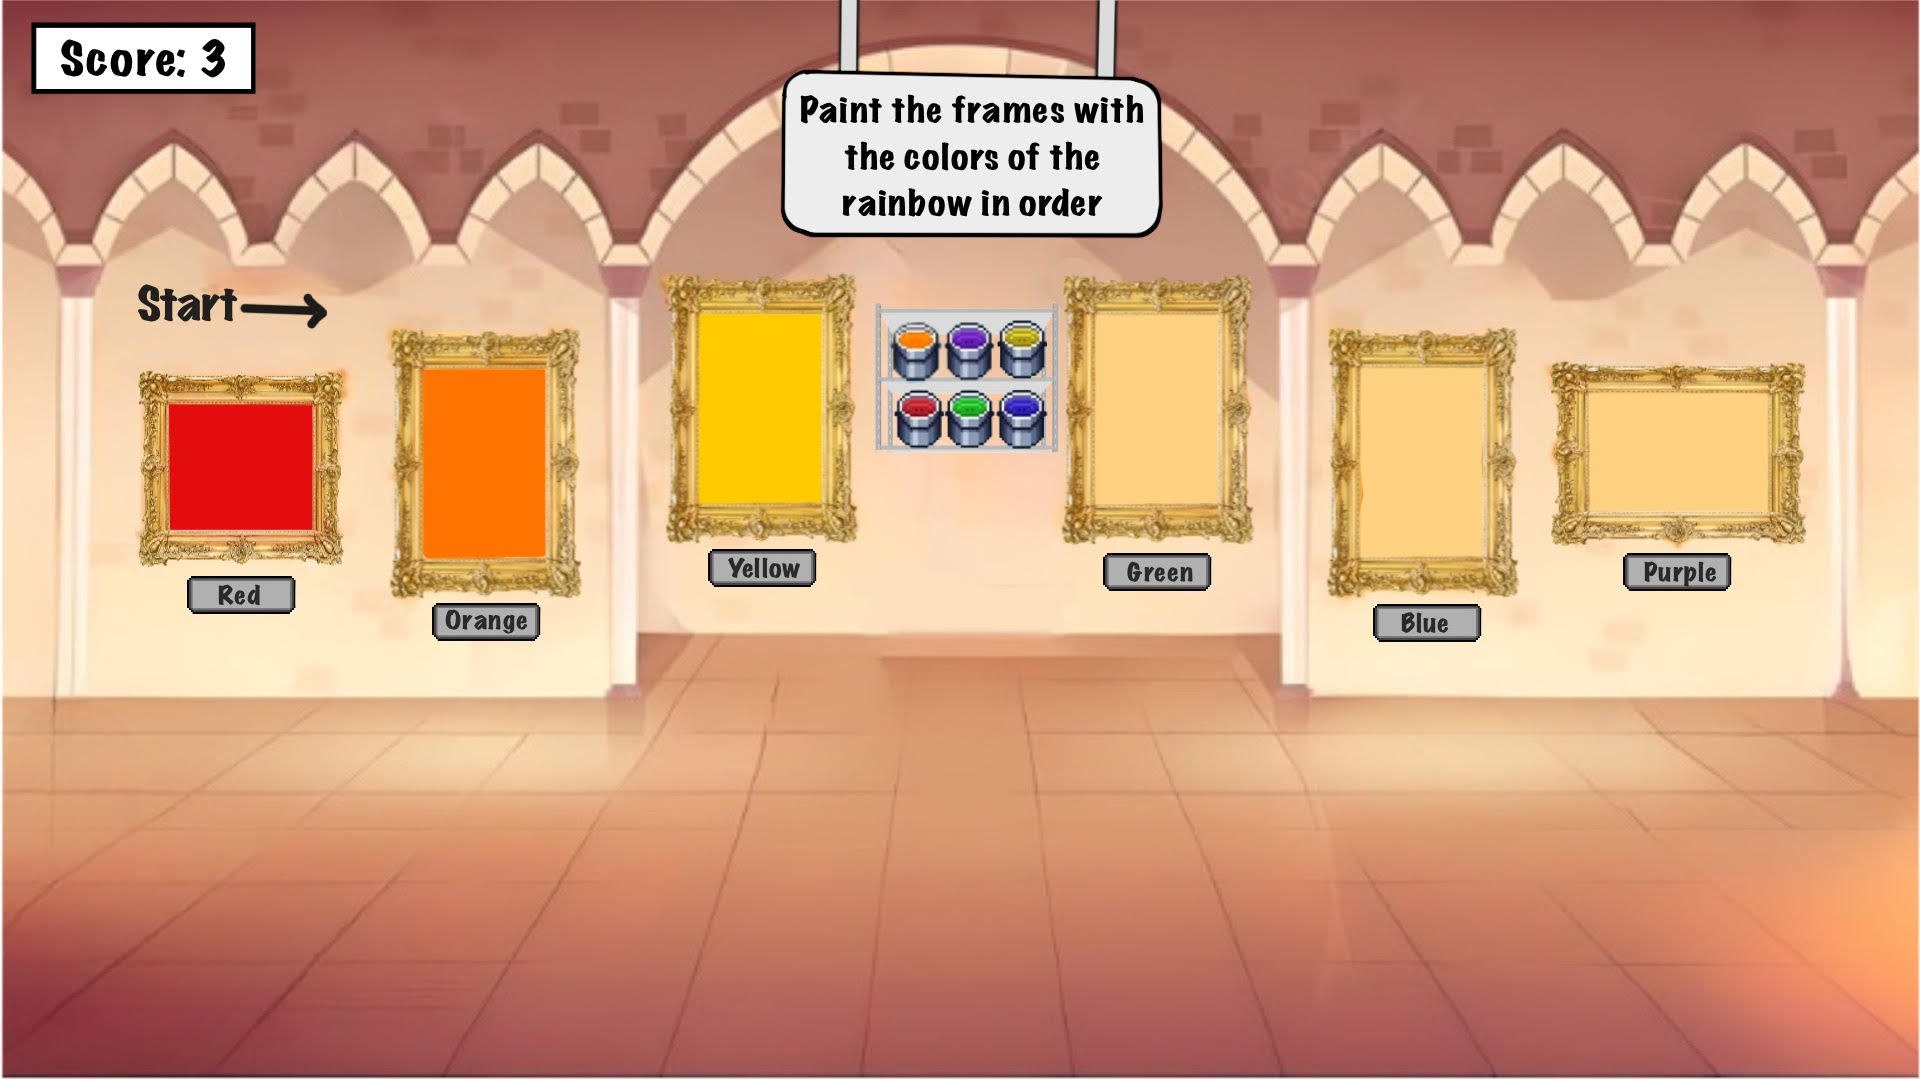 Score: 3
Paint the frames with
the colors of the
rainbow in order
Start
Red
Orange
Yellow
Green
Blue
Purple